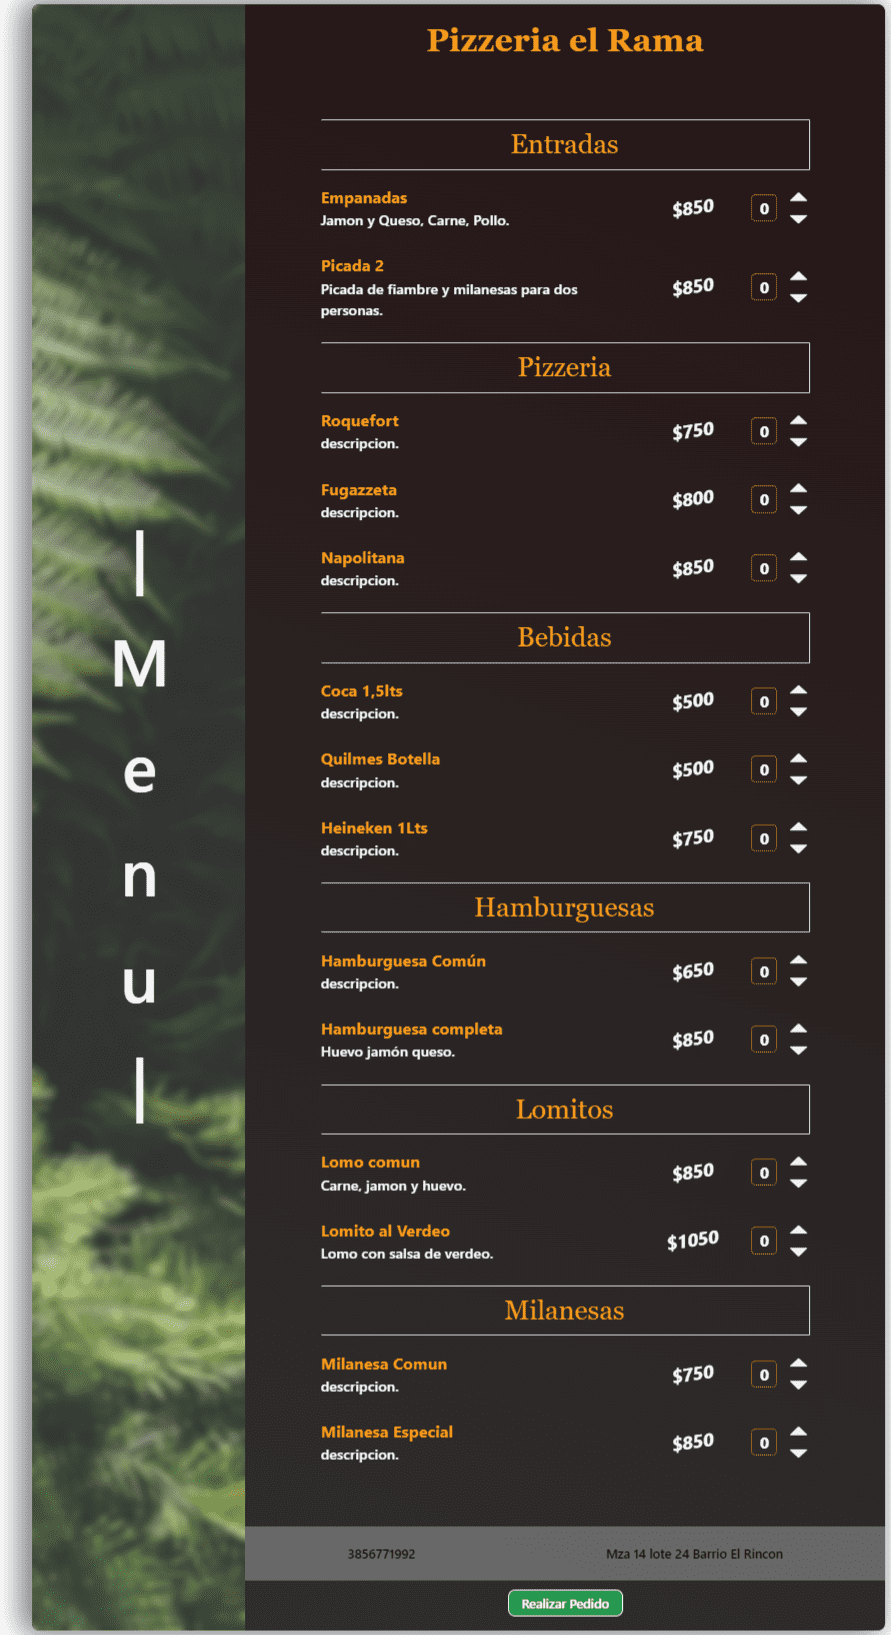 Pizzeria el Rama
| M e n u |
Entradas
Empanadas
Jamon y Queso, Carne, Pollo.
$850 0
Picada 2
Picada de fiambre y milanesas para dos
personas.
$850 0
Pizzeria
Roquefort
descripcion.
$750 0
Fugazzeta
descripcion.
$800 0
Napolitana
descripcion.
$850 0
Bebidas
Coca 1,5lts
descripcion.
$500 0
Quilmes Botella
descripcion.
$500 0
Heineken 1Lts
descripcion.
$750 0
Hamburguesas
Hamburguesa Común
descripcion.
$650 0
Hamburguesa completa
Huevo jamón queso.
$850 0
Lomitos
Lomo comun
Carne, jamon y huevo.
$850 0
Lomito al Verdeo
Lomo con salsa de verdeo.
$1050 0
Milanesas
Milanesa Comun
descripcion.
$750 0
Milanesa Especial
descripcion.
$850 0
3856771992
Mza 14 lote 24 Barrio El Rincon
Realizar Pedido